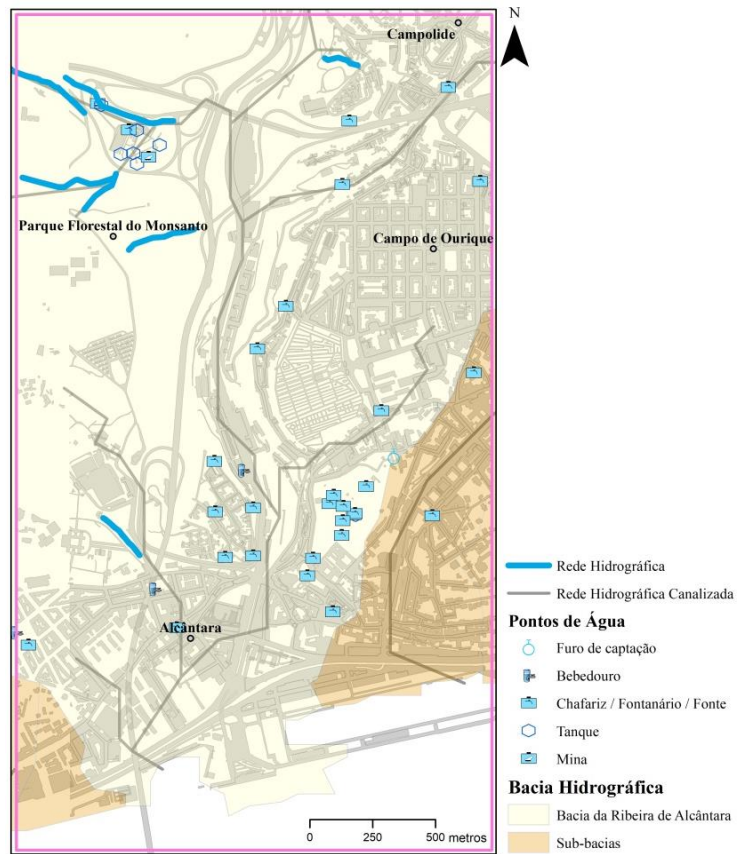 N
Campolide
Parque Florestal do Monsanto
Campo de Ourique
Alcântara
0 250 500 metros
Rede Hidrográfica
Rede Hidrográfica Canalizada
Pontos de Água
Furo de captação
Bebedouro
Chafariz / Fontanário / Fonte
Tanque
Mina
Bacia Hidrográfica
Bacia da Ribeira de Alcântara
Sub-bacias